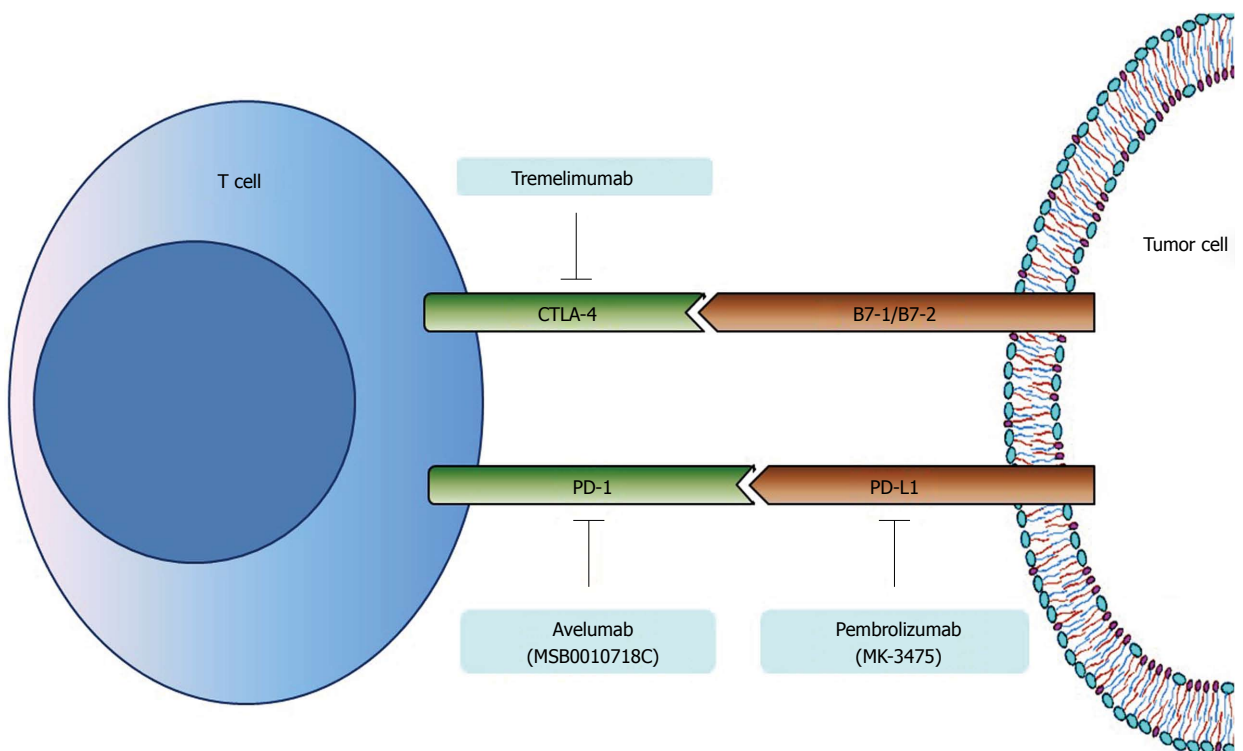 T cell
Tremelimumab
Tumor cell
CTLA-4
B7-1/B7-2
PD-1
PD-L1
Avelumab
(MSB0010718C)
Pembrolizumab
(MK-3475)